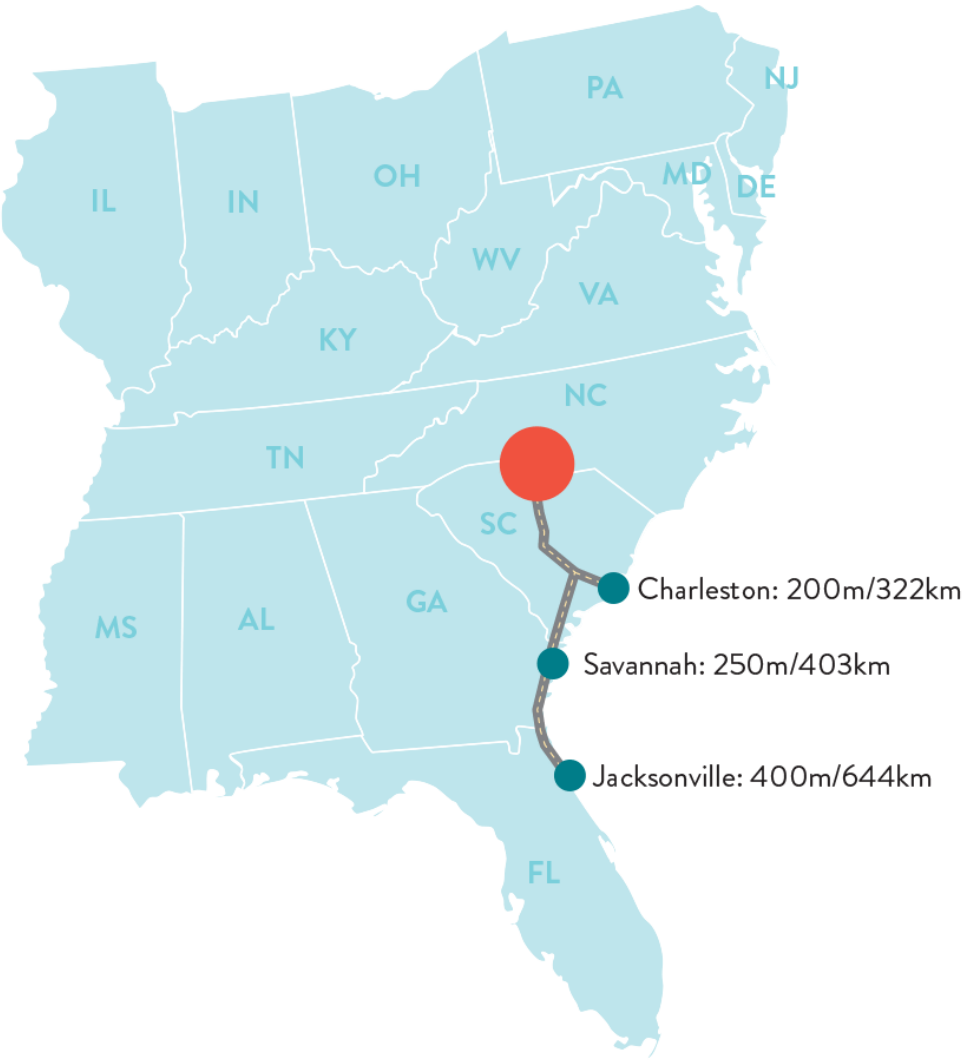 PA
NJ
OH
MD
DE
IL
IN
WV
VA
KY
NC
TN
SC
Charleston: 200m/322km
GA
MS
AL
Savannah: 250m/403km
Jacksonville: 400m/644km
FL